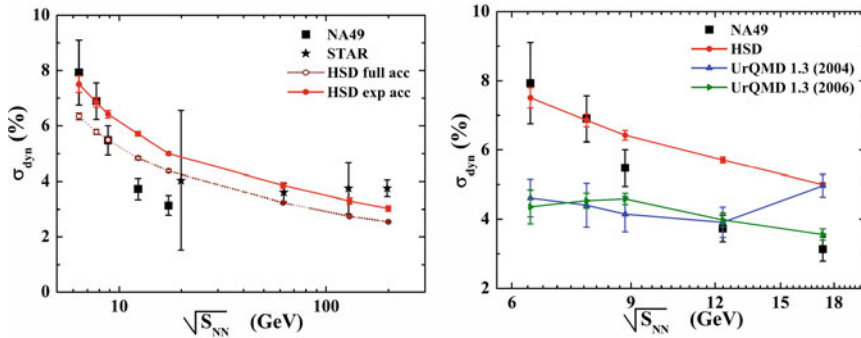 10
8
6
4
2
0
σdyn (%)
NA49
STAR
HSD full acc
HSD exp acc
10
100
√SNN (GeV)
10
8
6
4
2
σdyn (%)
NA49
HSD
UrQMD 1.3 (2004)
UrQMD 1.3 (2006)
6
9
12
15
18
√SNN (GeV)